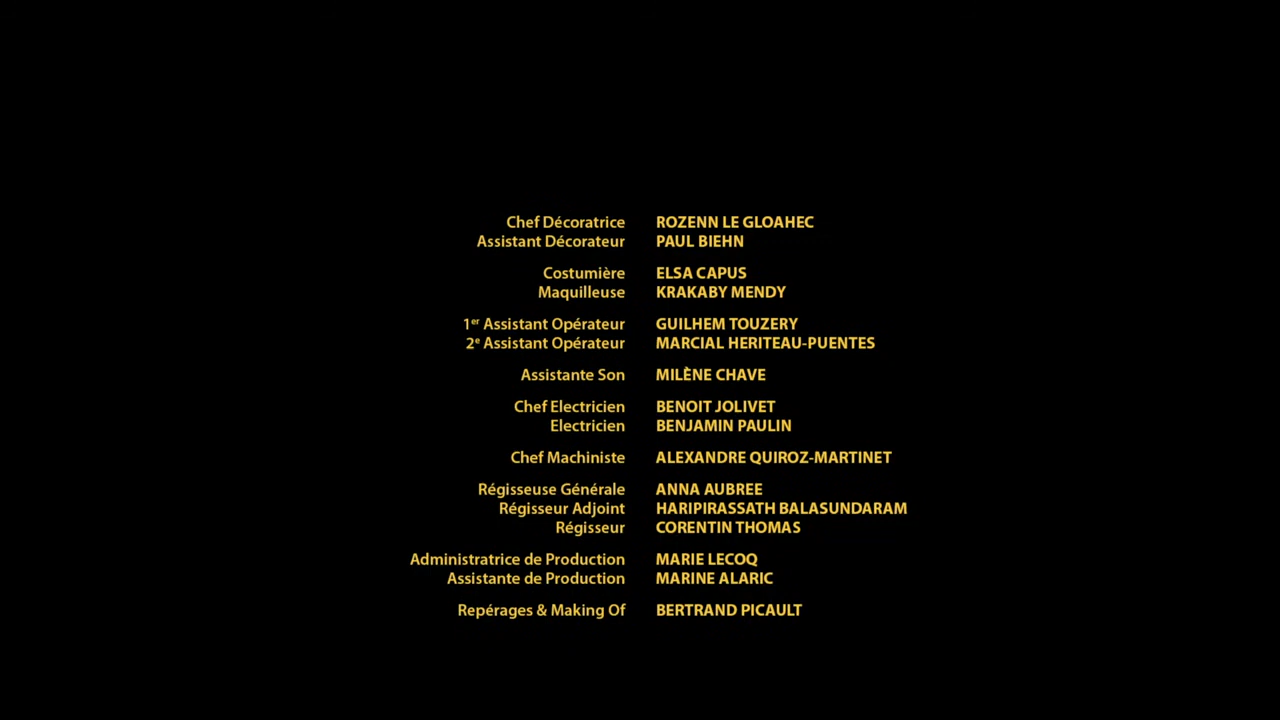 Chef Décoratrice ROZENN LE GLOAHEC
Assistant Décorateur PAUL BIEHN
Costumière ELSA CAPUS
Maquilleuse KRAKABY MENDY
1er Assistant Opérateur GUILHEM TOUZERY
2e Assistant Opérateur MARCIAL HERITEAU-PUENTES
Assistante Son MILÈNE CHAVE
Chef Electricien BENOIT JOLIVET
Electricien BENJAMIN PAULIN
Chef Machiniste ALEXANDRE QUIROZ-MARTINET
Régisseuse Générale ANNA AUBREE
Régisseur Adjoint HARIPIRASSATH BALASUNDARAM
Régisseur CORENTIN THOMAS
Administratrice de Production MARIE LECOQ
Assistante de Production MARINE ALARIC
Repérages & Making Of BERTRAND PICAULT